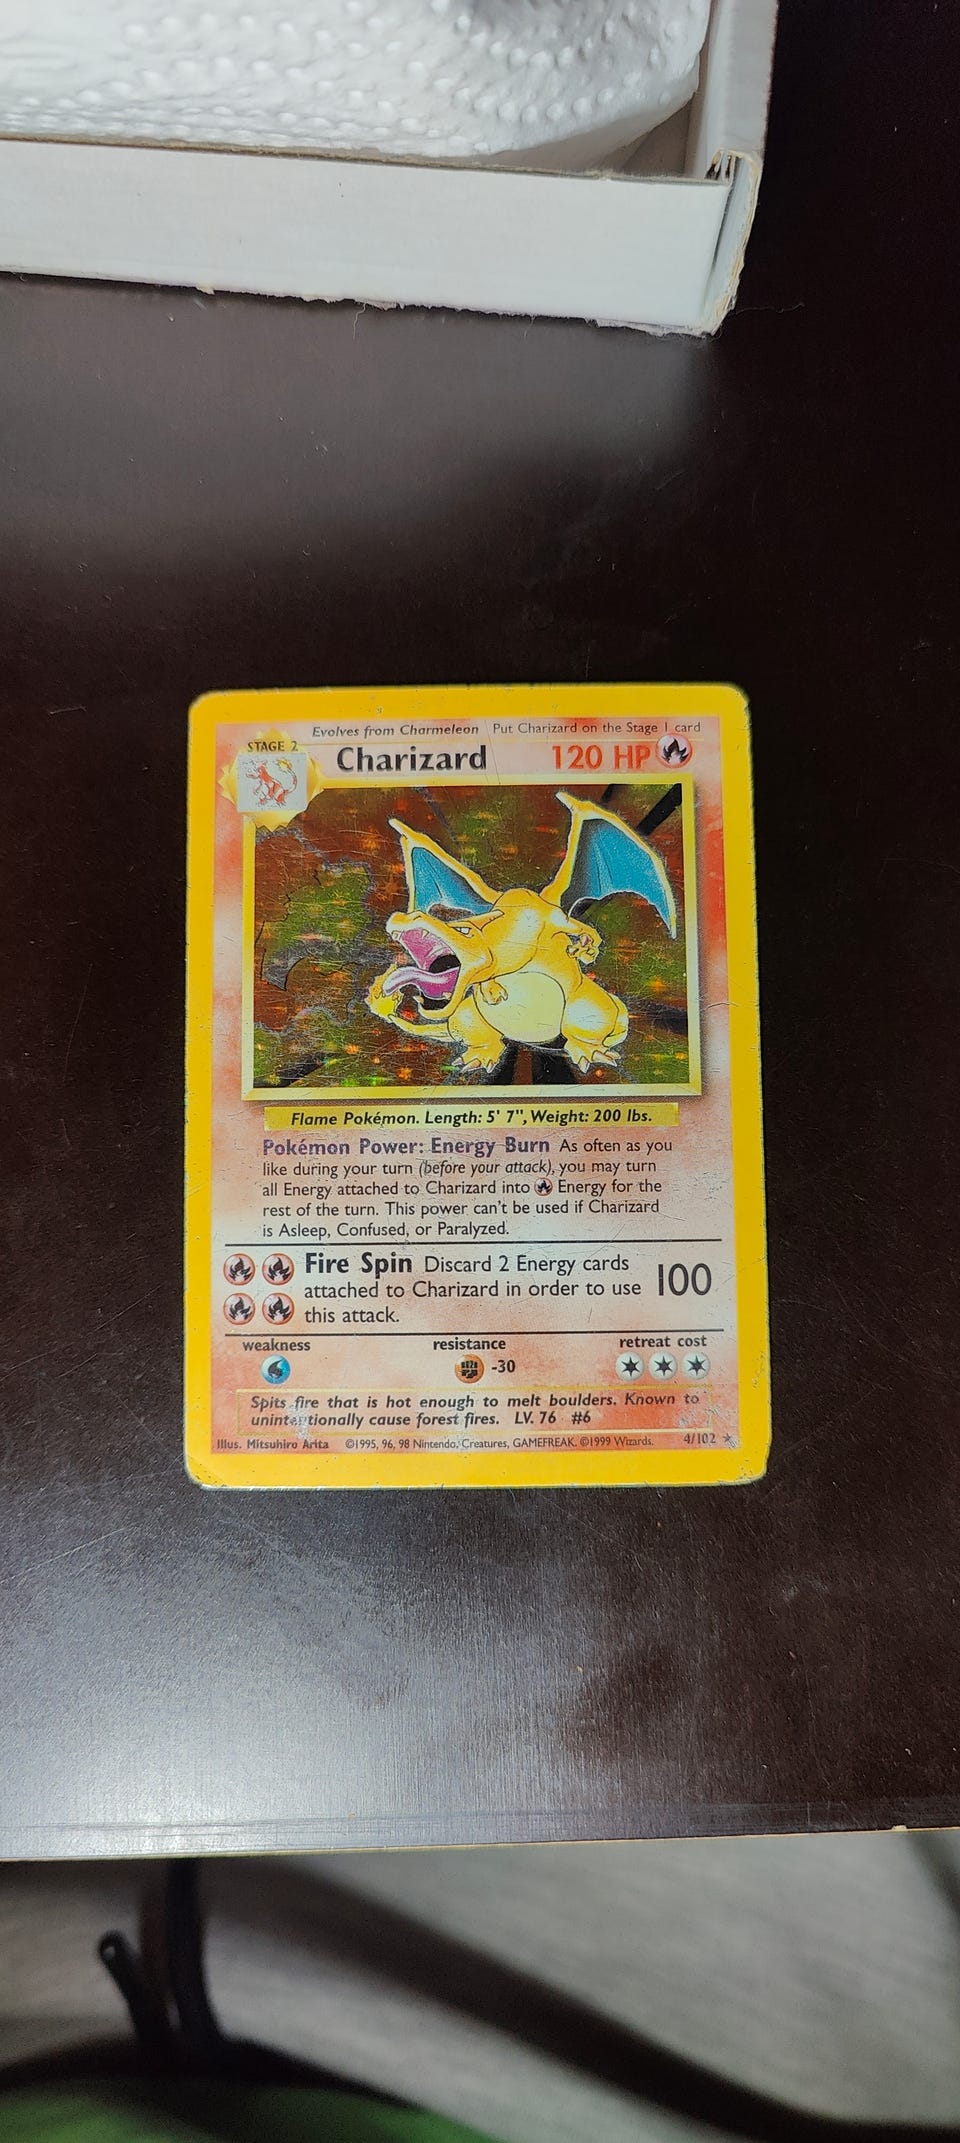 Evolves from Charmeleon Put Charizard on the Stage 1 card
STAGE 2
Charizard 120 HP
Flame Pokémon. Length: 5' 7", Weight: 200 lbs.
Pokémon Power: Energy Burn As often as you
like during your turn (before your attack), you may turn
all Energy attached to Charizard into Energy for the
rest of the turn. This power can't be used if Charizard
is Asleep, Confused, or Paralyzed.
Fire Spin Discard 2 Energy cards
attached to Charizard in order to use 100
this attack.
weakness resistance retreat cost
-30
Spits fire that is hot enough to melt boulders. Known to
unintentionally cause forest fires. LV. 76 #6
Illus. Mitsuhiro Arita ©1995, 96, 98 Nintendo, Creatures, GAMEFREAK. ©1999 Wizards. 4/102